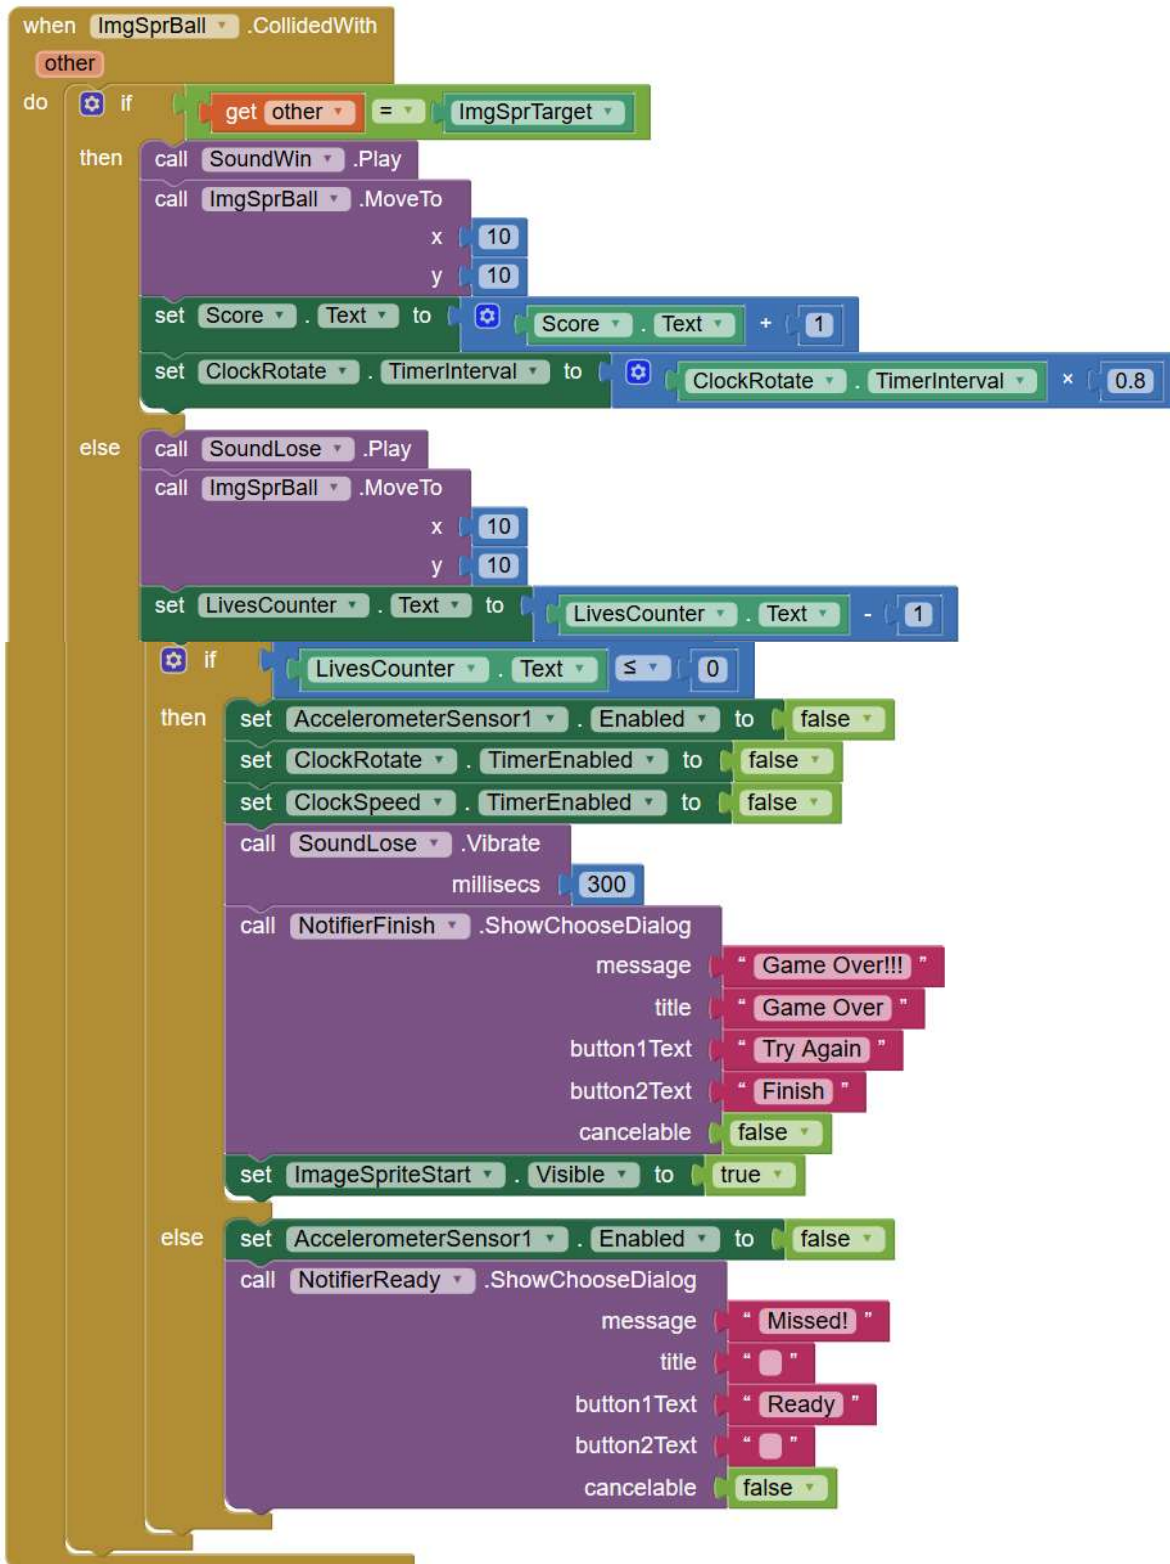 when ImgSprBall .CollidedWith
other
do if get other = ImgSprTarget
then call SoundWin .Play
call ImgSprBall .MoveTo
x 10
y 10
set Score . Text to Score . Text + 1
set ClockRotate . TimerInterval to ClockRotate . TimerInterval × 0.8
else call SoundLose .Play
call ImgSprBall .MoveTo
x 10
y 10
set LivesCounter . Text to LivesCounter . Text - 1
if LivesCounter . Text ≤ 0
then set AccelerometerSensor1 . Enabled to false
set ClockRotate . TimerEnabled to false
set ClockSpeed . TimerEnabled to false
call SoundLose .Vibrate
millisecs 300
call NotifierFinish .ShowChooseDialog
message “ Game Over!!! ”
title “ Game Over ”
button1Text “ Try Again ”
button2Text “ Finish ”
cancelable false
set ImageSpriteStart . Visible to true
else set AccelerometerSensor1 . Enabled to false
call NotifierReady .ShowChooseDialog
message “ Missed! ”
title “ ”
button1Text “ Ready ”
button2Text “ ”
cancelable false